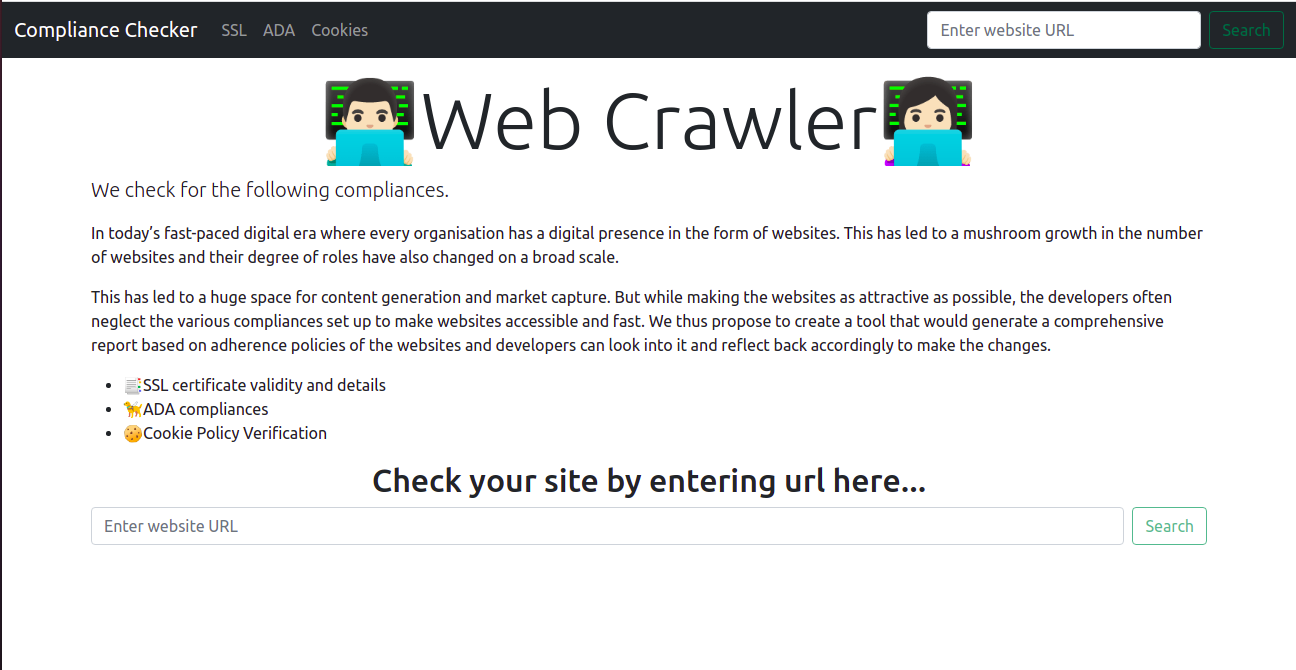 Compliance Checker SSL ADA Cookies Enter website URL Search
Web Crawler
We check for the following compliances.
In today’s fast-paced digital era where every organisation has a digital presence in the form of websites. This has led to a mushroom growth in the number
of websites and their degree of roles have also changed on a broad scale.
This has led to a huge space for content generation and market capture. But while making the websites as attractive as possible, the developers often
neglect the various compliances set up to make websites accessible and fast. We thus propose to create a tool that would generate a comprehensive
report based on adherence policies of the websites and developers can look into it and reflect back accordingly to make the changes.
SSL certificate validity and details
ADA compliances
Cookie Policy Verification
Check your site by entering url here...
Enter website URL Search